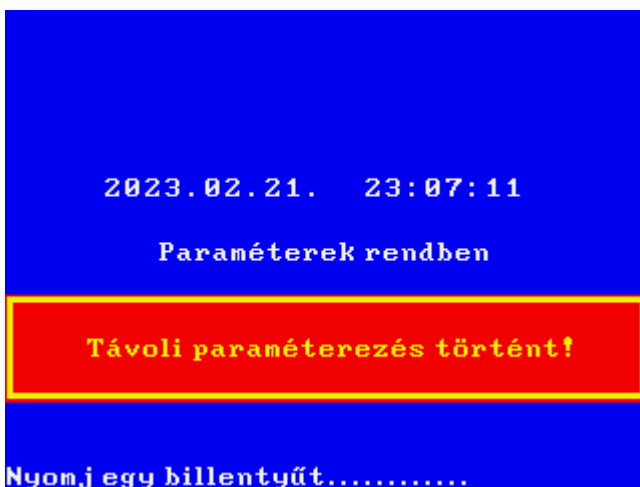 2023.02.21. 23:07:11
Paraméterek rendben
Távoli paraméterezés történt!
Nyomj egy billentyűt............